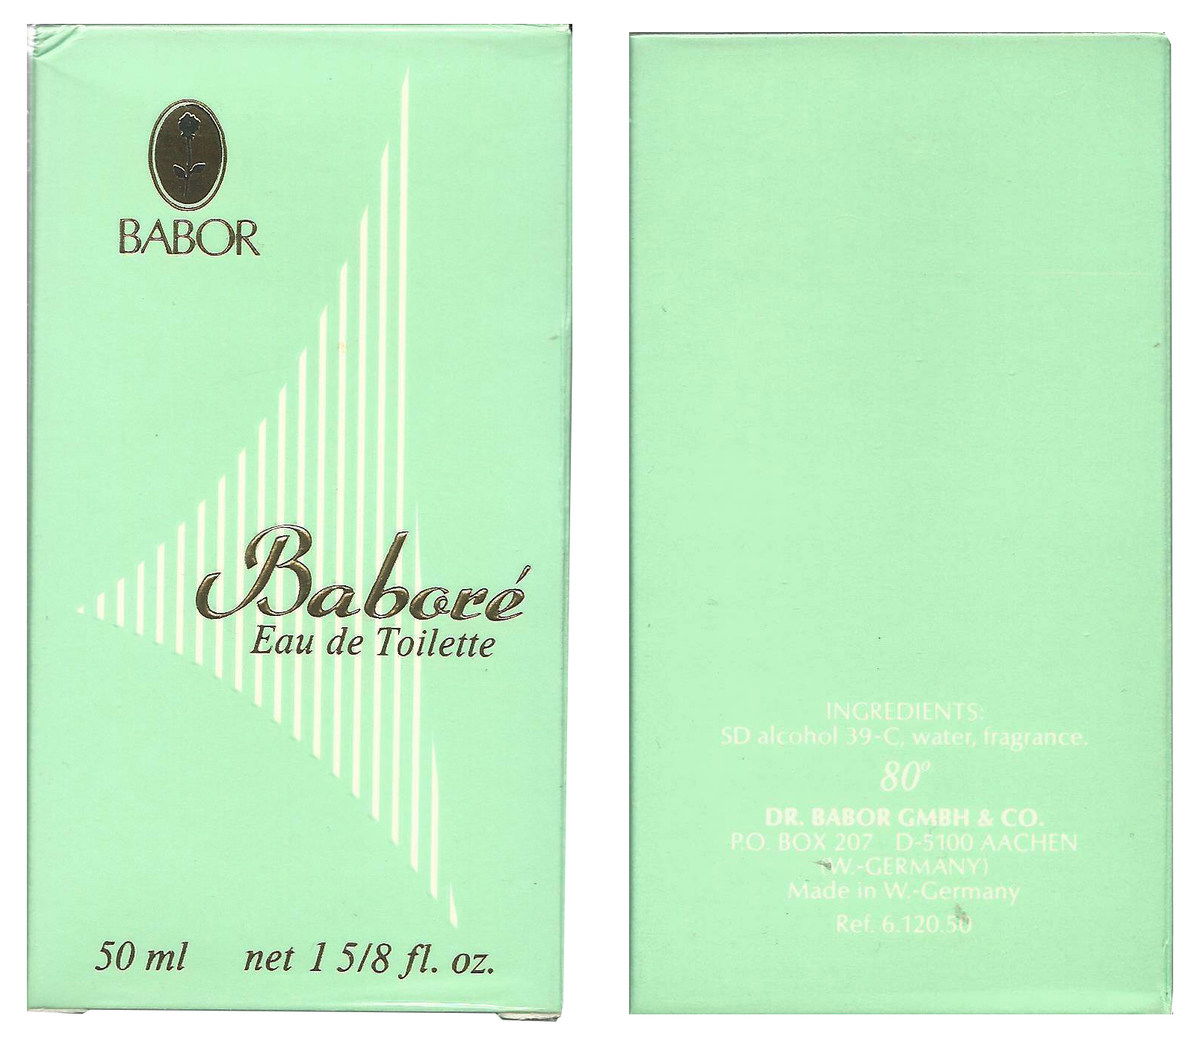 BABOR
Baboré
Eau de Toilette
50 ml net 1 5/8 fl. oz.
INGREDIENTS:
SD alcohol 39-C, water, fragrance.
80°
DR. BABOR GMBH & CO.
P.O. BOX 207 D-5100 AACHEN
(W.-GERMANY)
Made in W.-Germany
Ref. 6.120.50